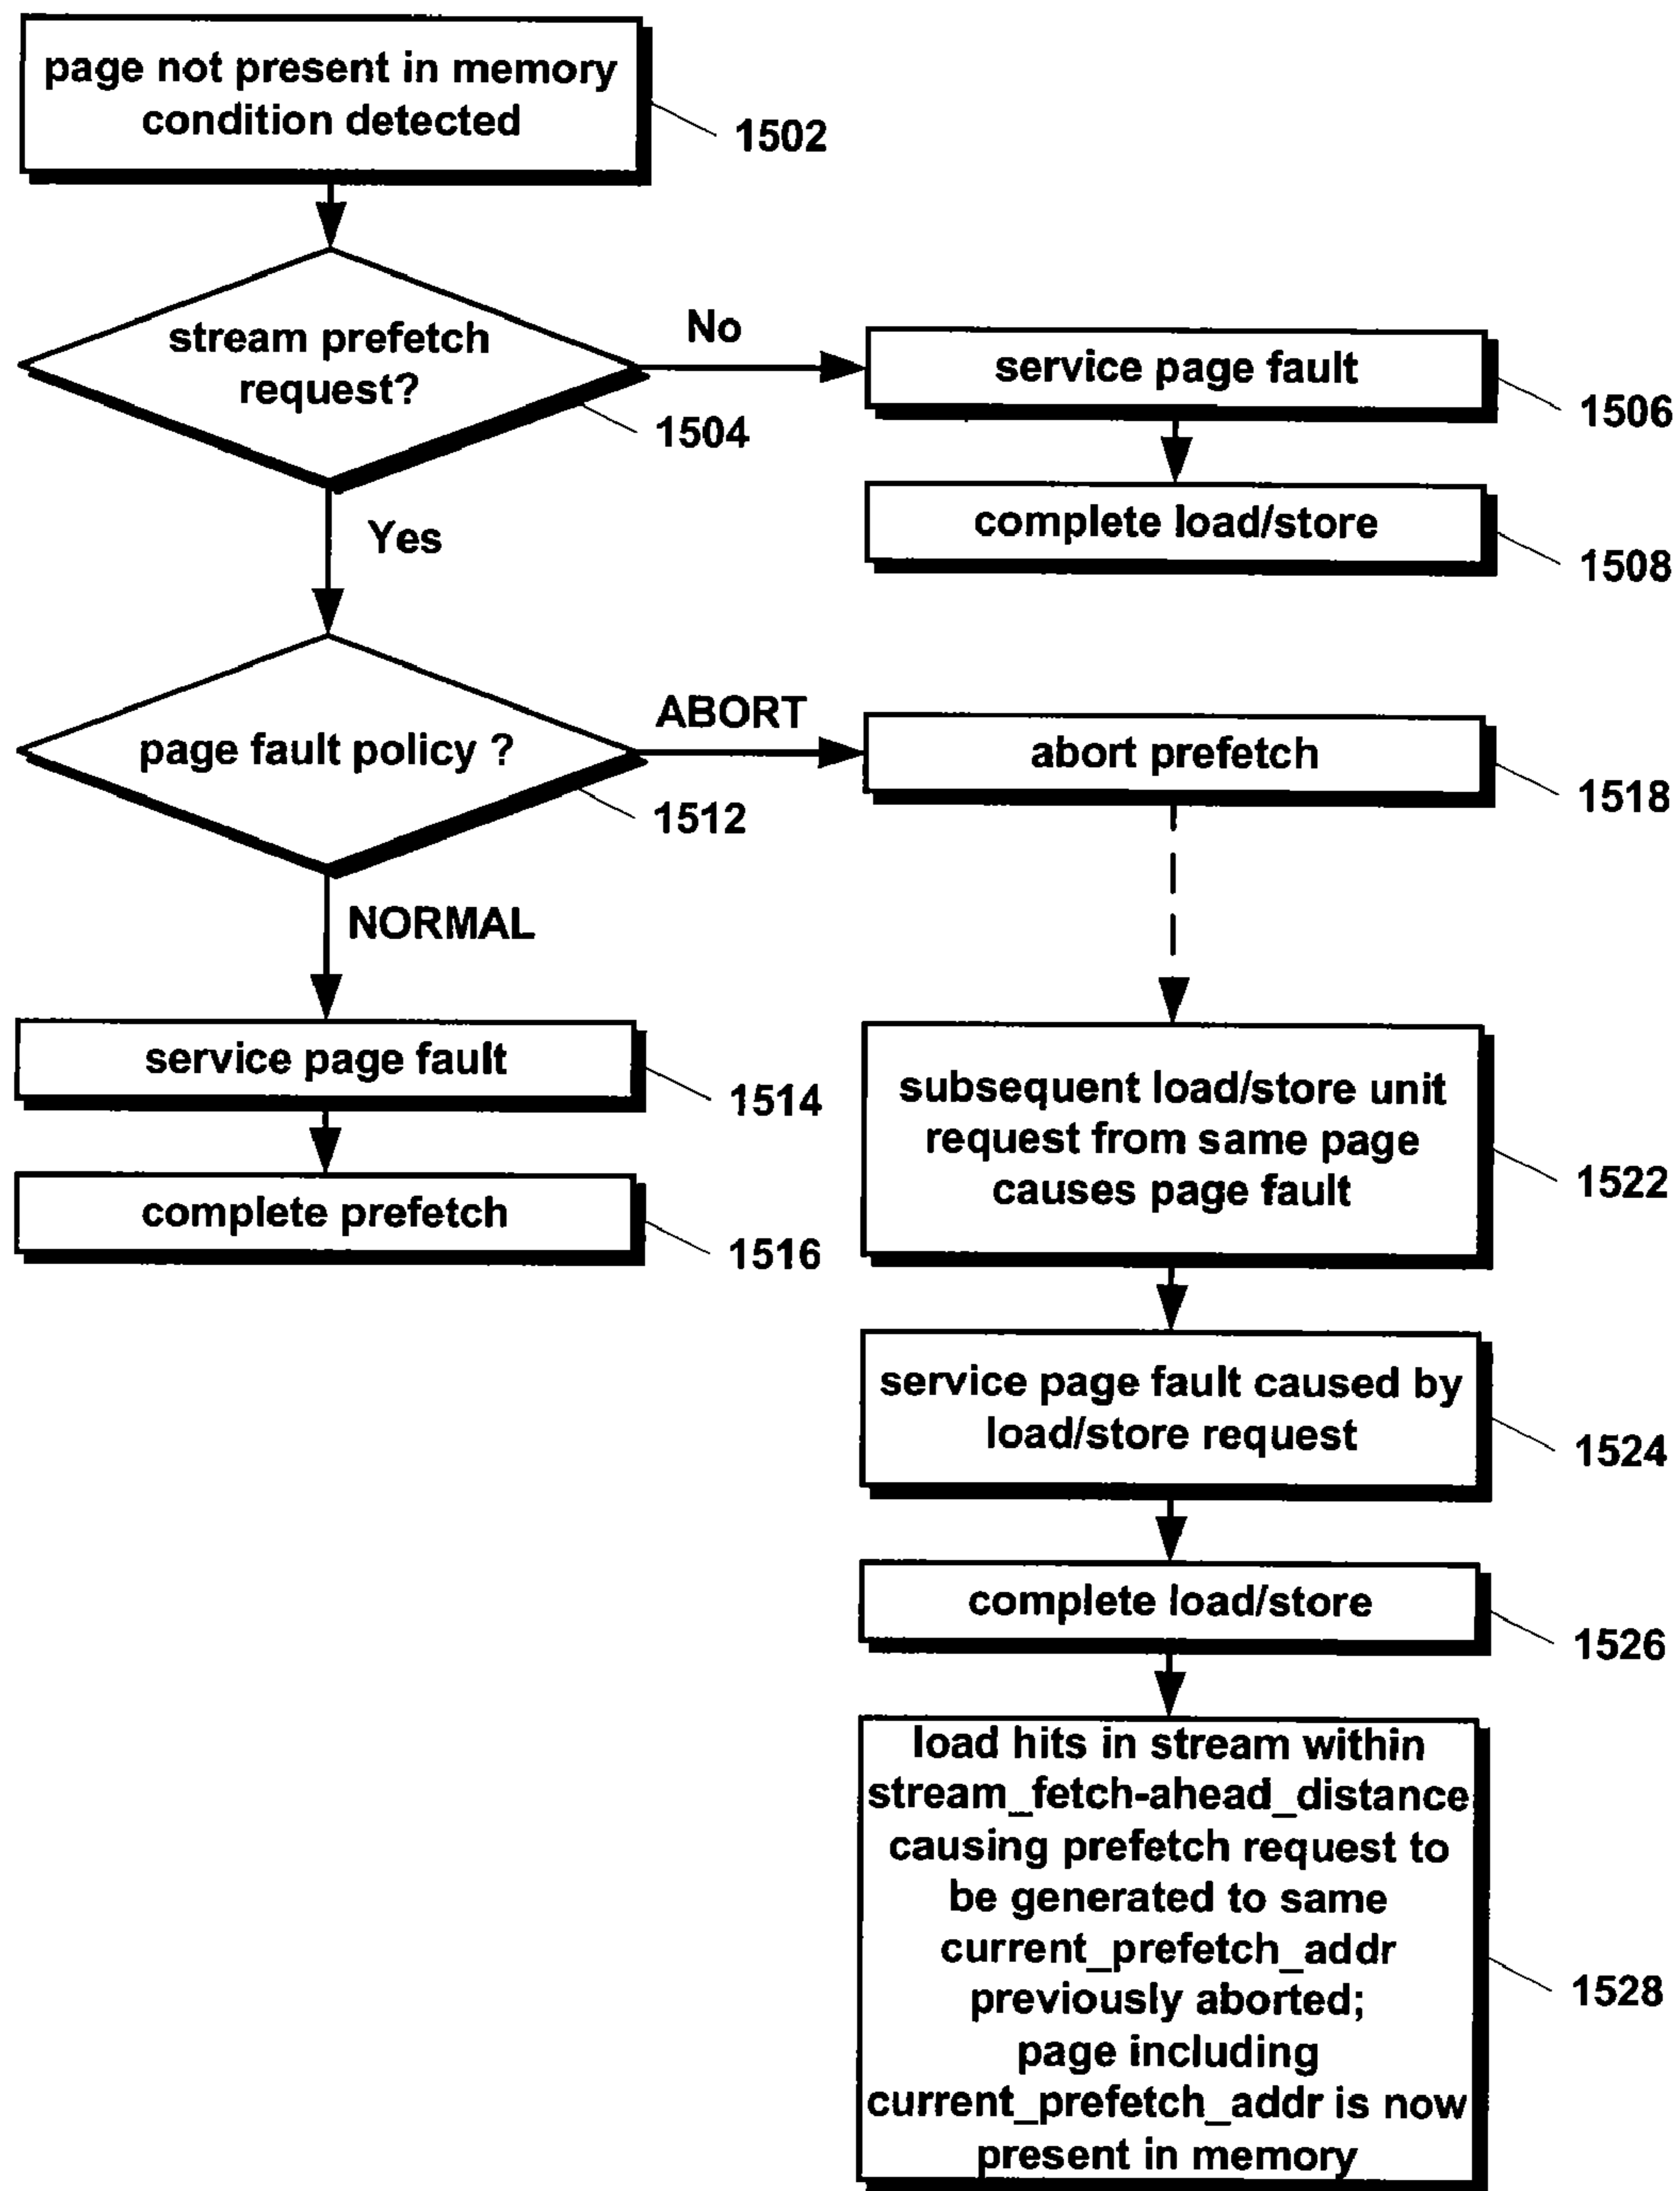 page not present in memory
condition detected
1502
stream prefetch
request?
1504
No
service page fault
1506
complete load/store
1508
Yes
page fault policy ?
1512
ABORT
abort prefetch
1518
NORMAL
service page fault
1514
complete prefetch
1516
subsequent load/store unit
request from same page
causes page fault
1522
service page fault caused by
load/store request
1524
complete load/store
1526
load hits in stream within
stream_fetch-ahead_distance
causing prefetch request to
be generated to same
current_prefetch_addr
previously aborted;
page including
current_prefetch_addr is now
present in memory
1528